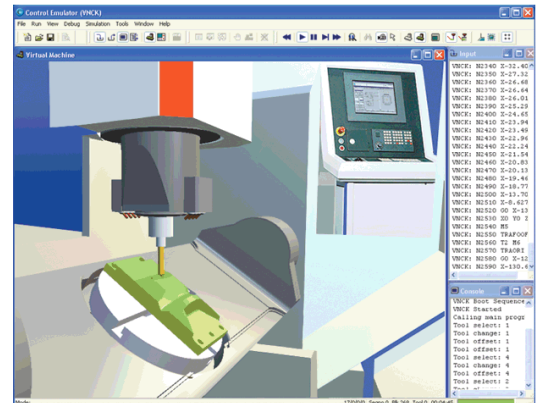 Control Emulator (VNCK)
File Run View Debug Simulation Tools Window Help
Virtual Machine
Input
VNCK: N2340 X-32.40
VNCK: N2350 X-27.32
VNCK: N2360 X-26.68
VNCK: N2370 X-26.64
VNCK: N2380 X-26.01
VNCK: N2390 X-25.29
VNCK: N2400 X-24.65
VNCK: N2410 X-23.94
VNCK: N2420 X-23.49
VNCK: N2430 X-22.96
VNCK: N2440 X-22.24
VNCK: N2450 X-21.54
VNCK: N2460 X-20.83
VNCK: N2470 X-20.13
VNCK: N2480 X-19.46
VNCK: N2490 X-18.77
VNCK: N2500 X-13.70
VNCK: N2510 X-8.627
VNCK: N2520 G0 X-13
VNCK: N2530 X0 Y0 Z
VNCK: N2540 M5
VNCK: N2550 TRAFOOF
VNCK: N2560 T2 M6
VNCK: N2570 TRAORI
VNCK: N2580 G0 X-12
VNCK: N2590 X-130.6
Console
VNCK Boot Sequence
VNCK Started
Calling main progr
Tool select: 1
Tool change: 1
Tool offset: 1
Tool offset: 1
Tool select: 4
Tool change: 4
Tool offset: 4
Tool select: 2